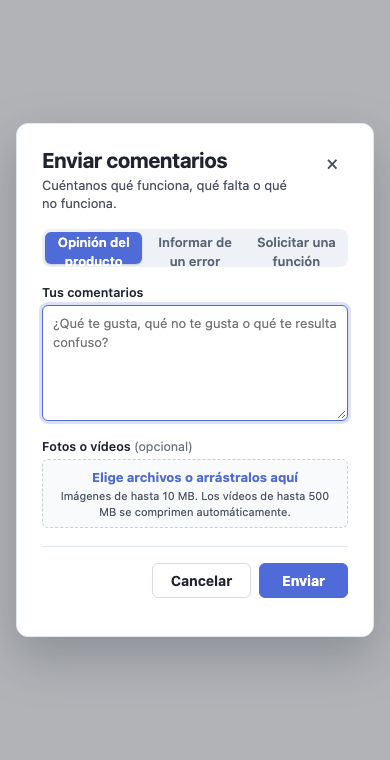 Enviar comentarios
×
Cuéntanos qué funciona, qué falta o qué
no funciona.
Opinión del
producto
Informar de
un error
Solicitar una
función
Tus comentarios
¿Qué te gusta, qué no te gusta o qué te resulta
confuso?
Fotos o vídeos (opcional)
Elige archivos o arrástralos aquí
Imágenes de hasta 10 MB. Los vídeos de hasta 500
MB se comprimen automáticamente.
Cancelar
Enviar